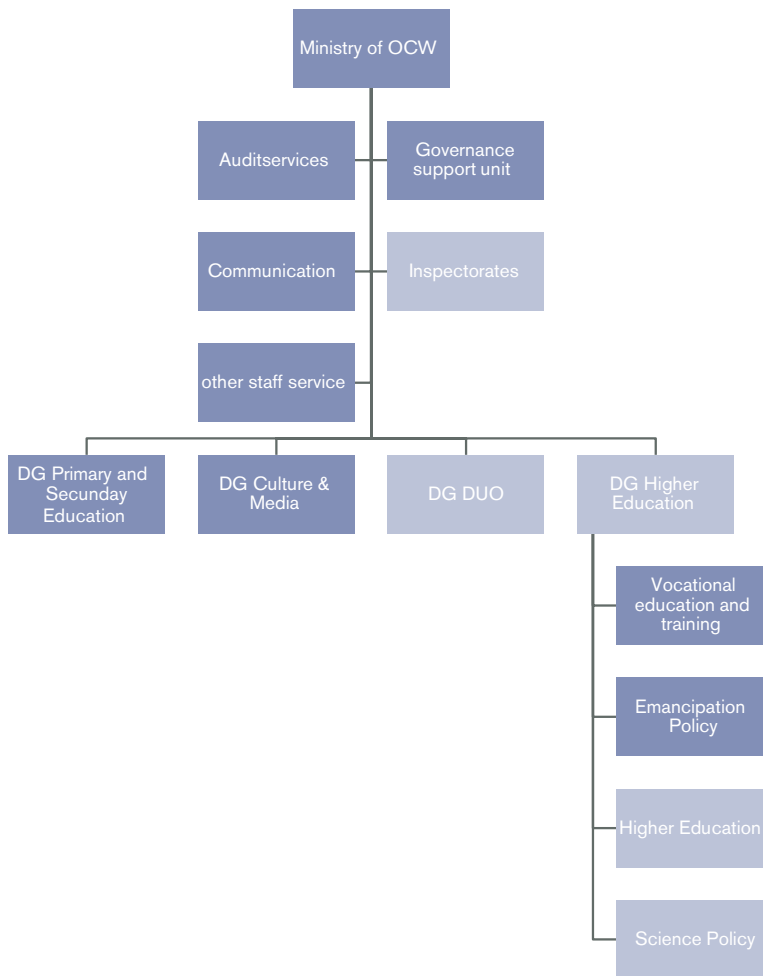 Ministry of OCW
Auditservices
Governance
support unit
Communication
Inspectorates
other staff service
DG Primary and
Secunday
Education
DG Culture &
Media
DG DUO
DG Higher
Education
Vocational
education and
training
Emancipation
Policy
Higher Education
Science Policy